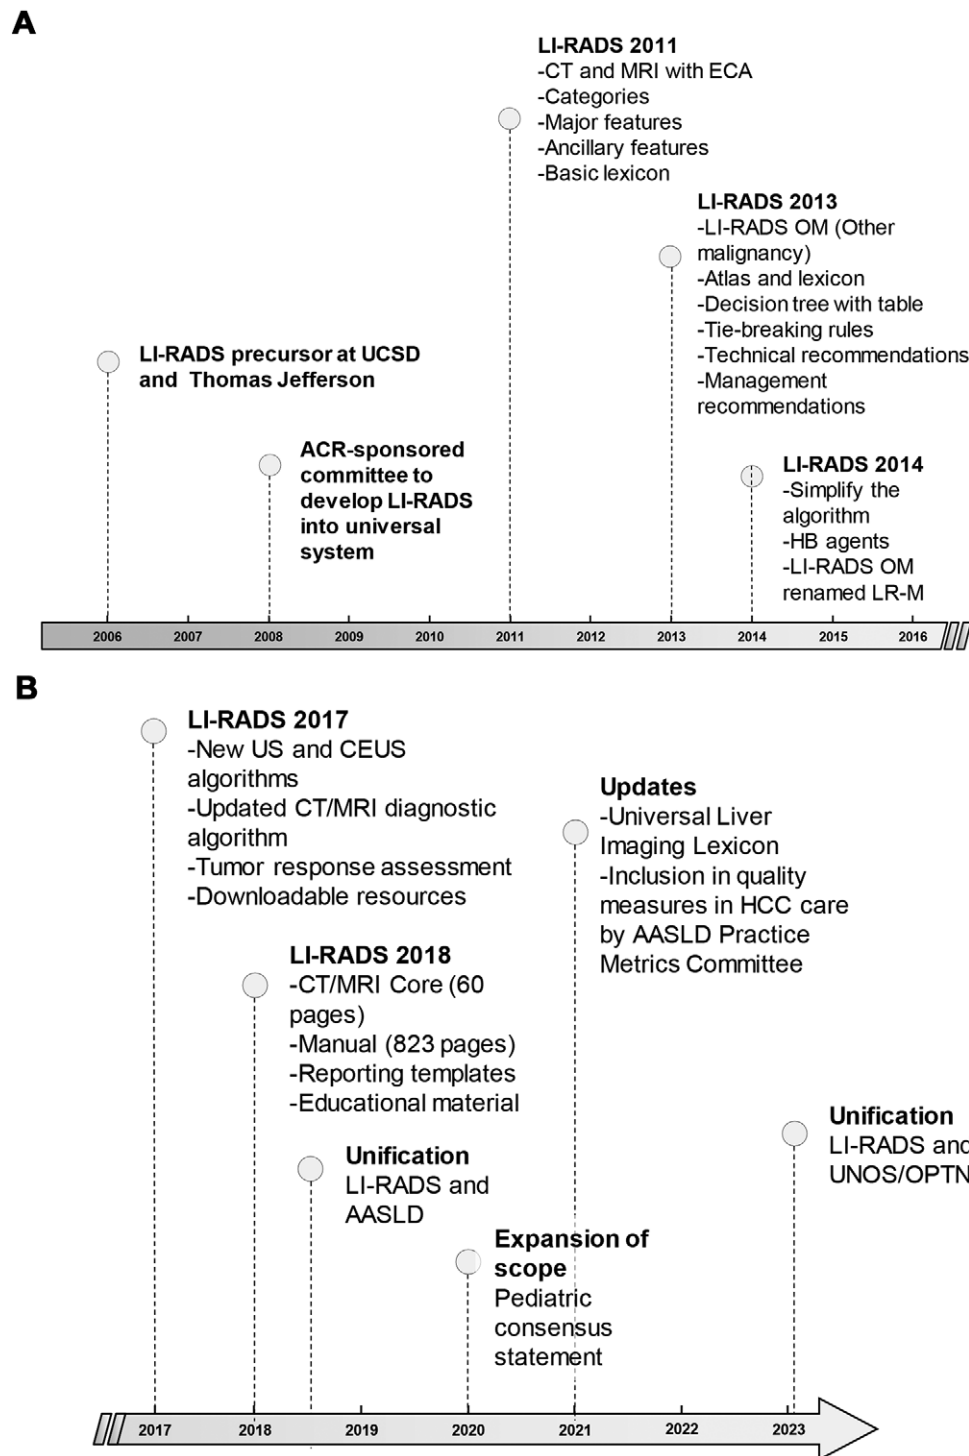 A
LI-RADS 2011
-CT and MRI with ECA
-Categories
-Major features
-Ancillary features
-Basic lexicon
LI-RADS 2013
-LI-RADS OM (Other
malignancy)
-Atlas and lexicon
-Decision tree with table
-Tie-breaking rules
-Technical recommendations
-Management
recommendations
LI-RADS precursor at UCSD
and Thomas Jefferson
ACR-sponsored
committee to
develop LI-RADS
into universal
system
LI-RADS 2014
-Simplify the
algorithm
-HB agents
-LI-RADS OM
renamed LR-M
2006 2007 2008 2009 2010 2011 2012 2013 2014 2015 2016
B
LI-RADS 2017
-New US and CEUS
algorithms
-Updated CT/MRI diagnostic
algorithm
-Tumor response assessment
-Downloadable resources
Updates
-Universal Liver
Imaging Lexicon
-Inclusion in quality
measures in HCC care
by AASLD Practice
Metrics Committee
LI-RADS 2018
-CT/MRI Core (60
pages)
-Manual (823 pages)
-Reporting templates
-Educational material
Unification
LI-RADS and
AASLD
Expansion of
scope
Pediatric
consensus
statement
Unification
LI-RADS and
UNOS/OPTN
2017 2018 2019 2020 2021 2022 2023